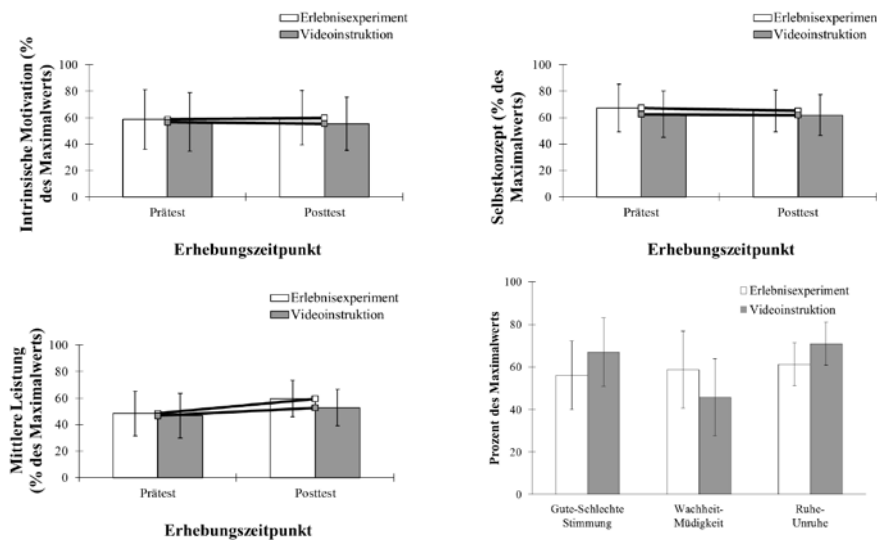 Erlebnisexperiment
Videoinstruktion
Intrinsische Motivation (%
des Maximalwerts)
100
80
60
40
20
0
Prätest
Posttest
Erhebungszeitpunkt
Erlebnisexperiment
Videoinstruktion
Selbstkonzept (% des
Maximalwerts)
100
80
60
40
20
0
Prätest
Posttest
Erhebungszeitpunkt
Erlebnisexperiment
Videoinstruktion
Mittlere Leistung
(% des Maximalwerts)
100
80
60
40
20
0
Prätest
Posttest
Erhebungszeitpunkt
Erlebnisexperiment
Videoinstruktion
Prozent des Maximalwerts
100
80
60
40
20
0
Gute-Schlechte
Stimmung
Wachheit-
Müdigkeit
Ruhe-
Unruhe